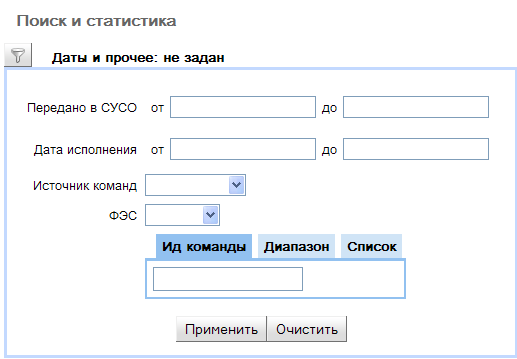 Поиск и статистика
Даты и прочее: не задан
Передано в СУСО от до
Дата исполнения от до
Источник команд
ФЭС
Ид команды Диапазон Список
Применить Очистить